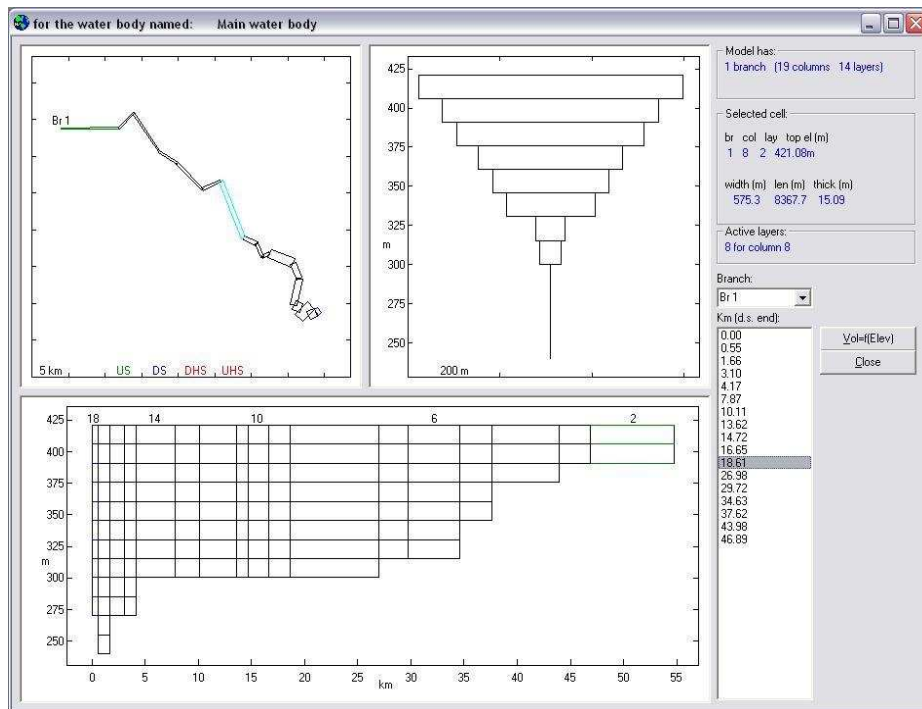 for the water body named: Main water body
Br 1
5 km US DS DHS UHS
425
400
375
350
325
m
300
275
250
200 m
Model has:
1 branch (19 columns 14 layers)
Selected cell:
br col lay top el (m)
1 8 2 421.08m
width (m) len (m) thick (m)
575.3 8367.7 15.09
Active layers:
8 for column 8
Branch:
Br 1
Km (d.s. end):
0.00
0.55
1.66
3.10
4.17
7.87
10.11
13.62
14.72
16.65
18.61
26.98
29.72
34.63
37.62
43.98
46.89
Vol=f(Elev)
Close
425 18 14 10 6 2
400
375
350
325
m
300
275
250
0 5 10 15 20 25 30 35 40 45 50 55
km